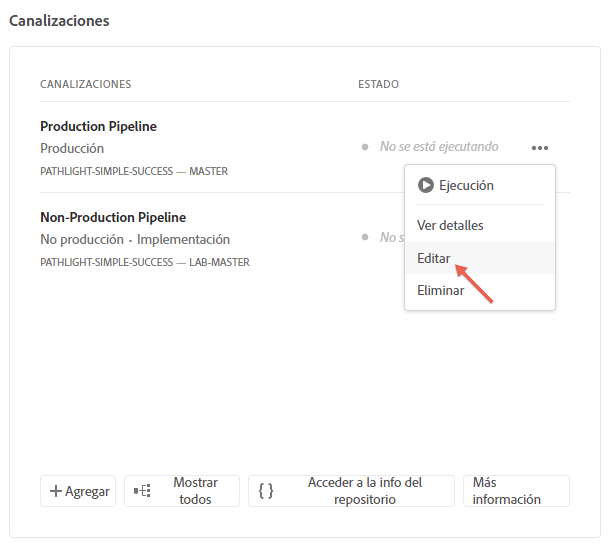 Canalizaciones
CANALIZACIONES ESTADO
Production Pipeline
Producción
PATHLIGHT-SIMPLE-SUCCESS — MASTER
No se está ejecutando
Ejecución
Ver detalles
Editar
Eliminar
Non-Production Pipeline
No producción · Implementación
PATHLIGHT-SIMPLE-SUCCESS — LAB-MASTER
No s
Agregar
Mostrar
todos
{ }
Acceder a la info del
repositorio
Más
información